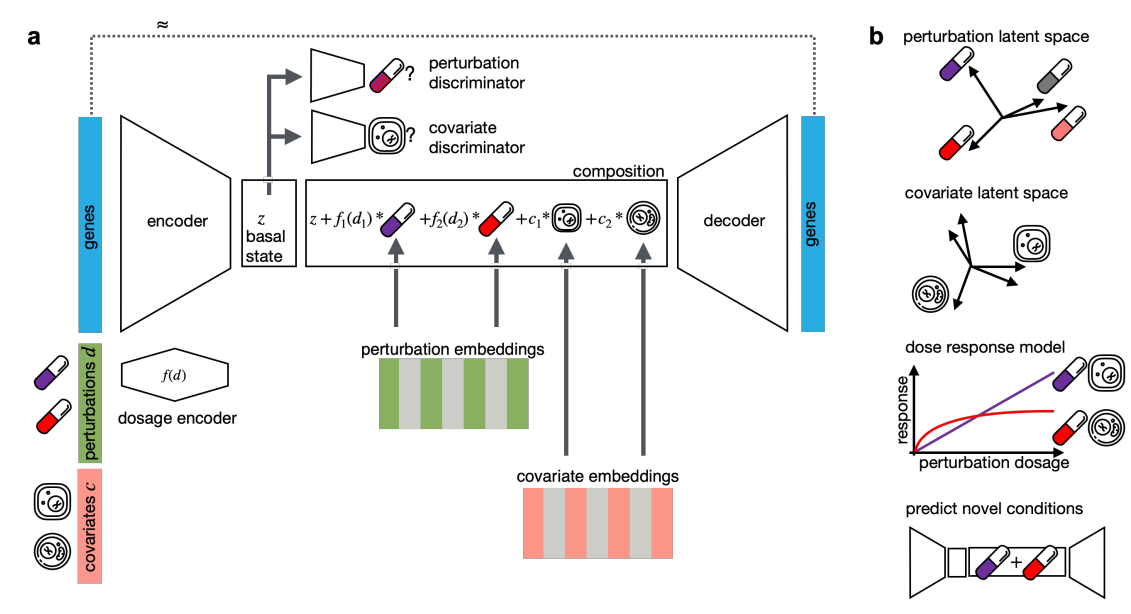 a
≈
perturbation
discriminator
?
covariate
discriminator
?
composition
genes
encoder
z
basal
state
z + f₁(d₁) * + f₂(d₂) * + c₁ * + c₂ *
decoder
genes
perturbations d
f(d)
dosage encoder
perturbation embeddings
covariates c
covariate embeddings
b
perturbation latent space
covariate latent space
dose response model
response
perturbation dosage
predict novel conditions
+